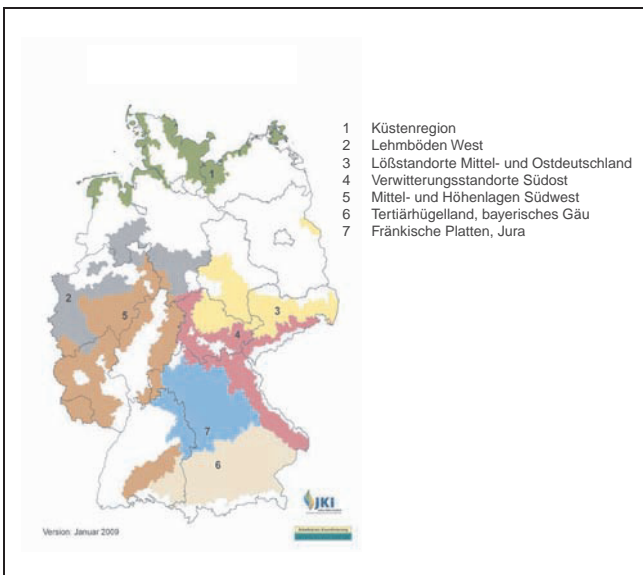 1 Küstenregion
2 Lehmböden West
3 Lößstandorte Mittel- und Ostdeutschland
4 Verwitterungsstandorte Südost
5 Mittel- und Höhenlagen Südwest
6 Tertiärhügelland, bayerisches Gäu
7 Fränkische Platten, Jura
1
2
5
3
4
7
6
JKi
Version: Januar 2009